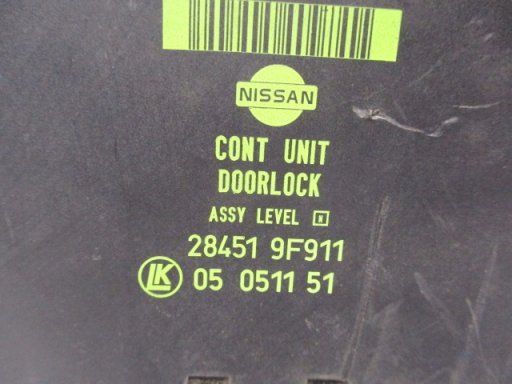 NISSAN
CONT UNIT
DOORLOCK
ASSY LEVEL N
28451 9F911
LK 05 0511 51